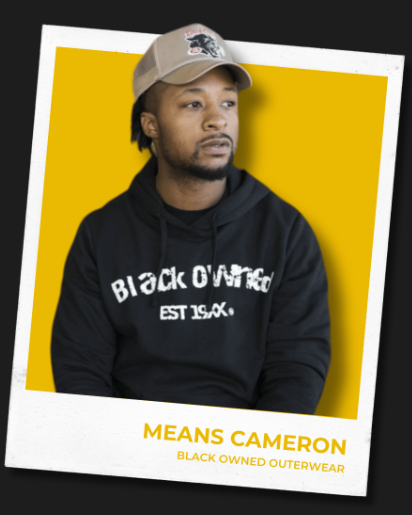 Black Owned
EST 19XX.
MEANS CAMERON
BLACK OWNED OUTERWEAR